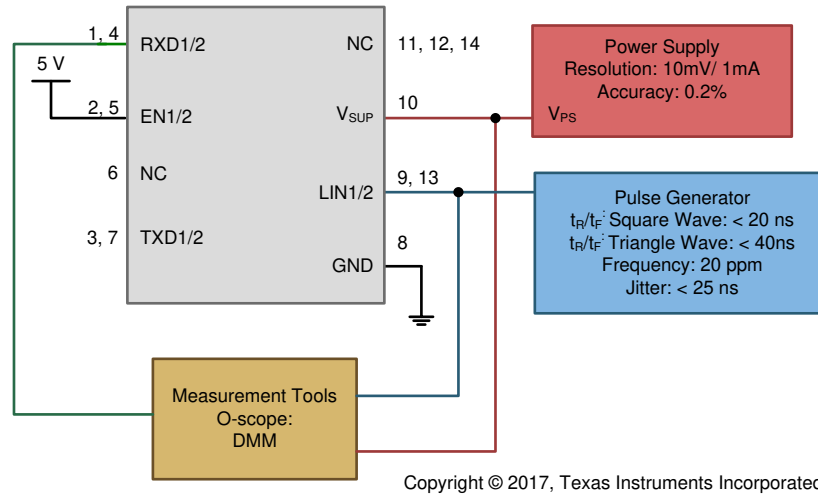 1, 4
RXD1/2
NC
11, 12, 14
5 V
2, 5
EN1/2
VSUP
10
6
NC
LIN1/2
9, 13
3, 7
TXD1/2
GND
8
Power Supply
Resolution: 10mV/ 1mA
Accuracy: 0.2%
VPS
Pulse Generator
tR/tF: Square Wave: < 20 ns
tR/tF: Triangle Wave: < 40ns
Frequency: 20 ppm
Jitter: < 25 ns
Measurement Tools
O-scope:
DMM
Copyright © 2017, Texas Instruments Incorporated